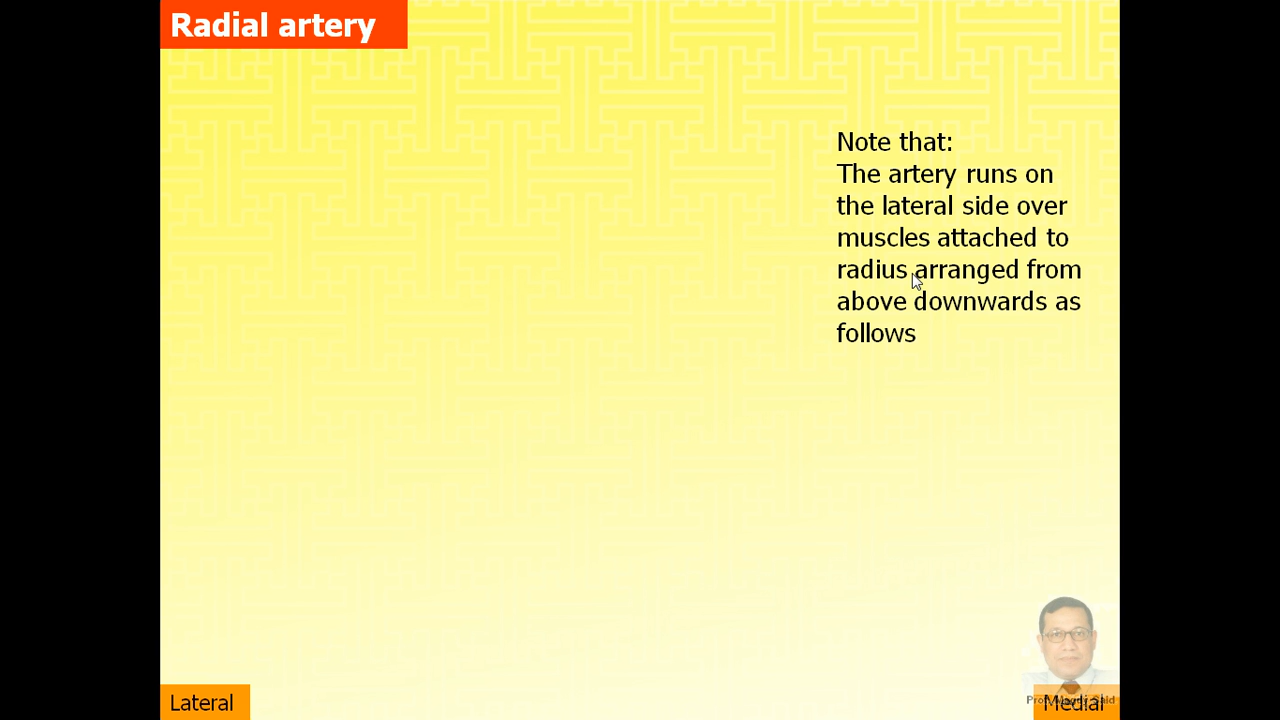 Radial artery
Note that:
The artery runs on
the lateral side over
muscles attached to
radius arranged from
above downwards as
follows
Lateral
Medial